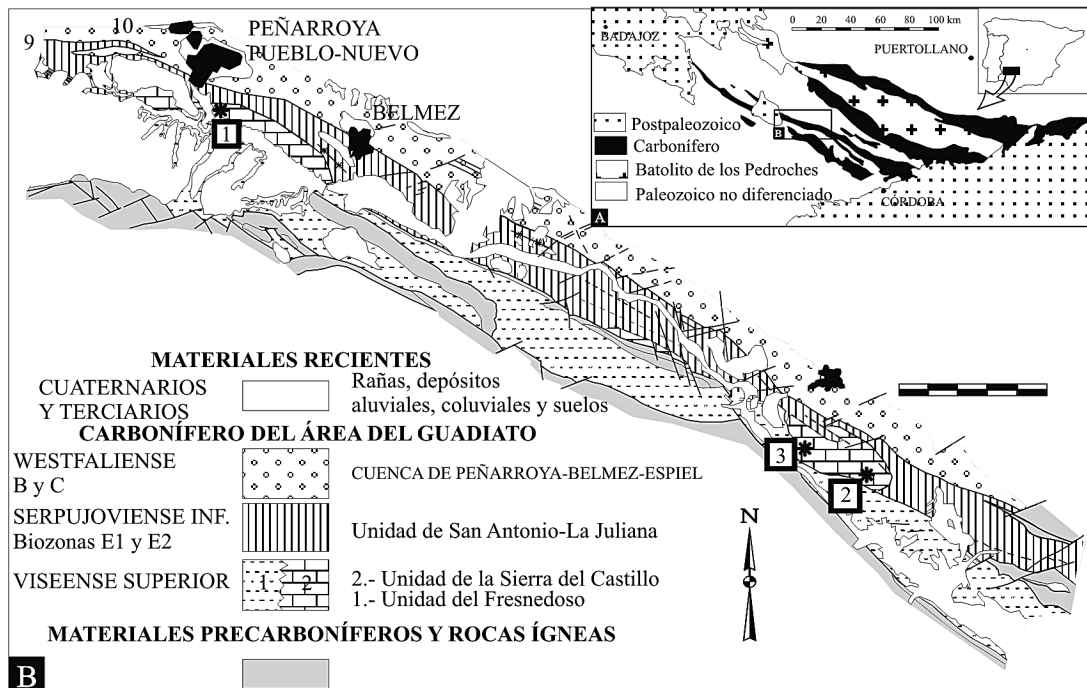 9
10
PEÑARROYA
PUEBLO-NUEVO
BELMEZ
1
0 20 40 60 80 100 km
BADAJOZ
PUERTOLLANO
B
CÓRDOBA
Postpaleozoico
Carbonífero
Batolito de los Pedroches
Paleozoico no diferenciado
A
3
2
N
MATERIALES RECIENTES
CUATERNARIOS
Y TERCIARIOS
Rañas, depósitos
aluviales, coluviales y suelos
CARBONÍFERO DEL ÁREA DEL GUADIATO
WESTFALIENSE
B y C
CUENCA DE PEÑARROYA-BELMEZ-ESPIEL
SERPUJOVIENSE INF.
Biozonas E1 y E2
Unidad de San Antonio-La Juliana
VISEENSE SUPERIOR
1 2
2.- Unidad de la Sierra del Castillo
1.- Unidad del Fresnedoso
MATERIALES PRECARBONÍFEROS Y ROCAS ÍGNEAS
B